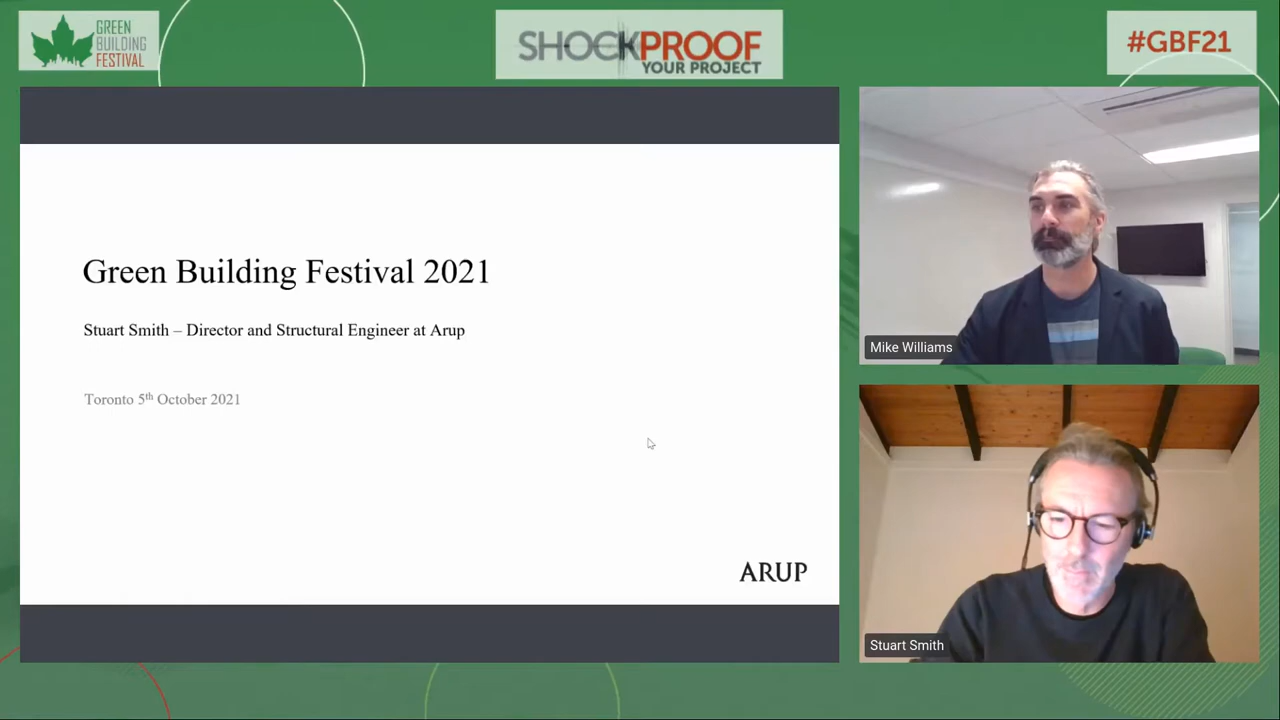 GREEN
BUILDING
FESTIVAL
SHOCKPROOF
YOUR PROJECT
#GBF21
Green Building Festival 2021
Stuart Smith – Director and Structural Engineer at Arup
Toronto 5th October 2021
ARUP
Mike Williams
Stuart Smith